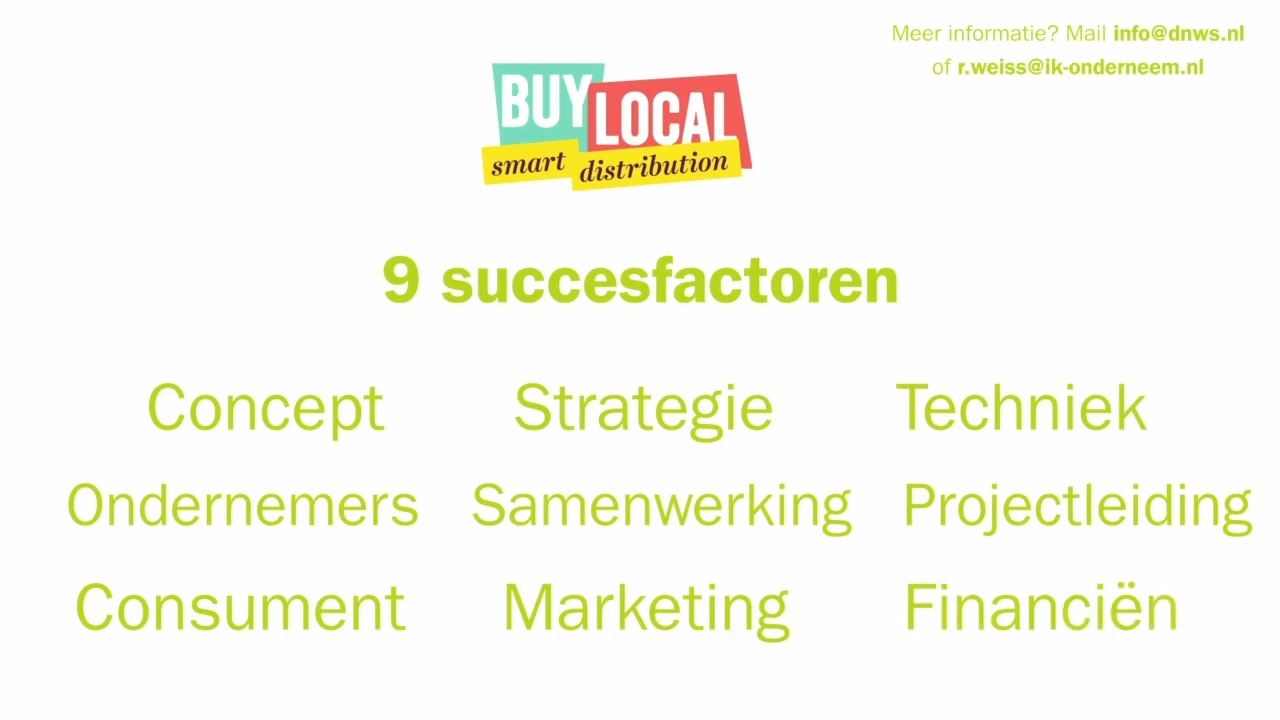 Meer informatie? Mail info@dnws.nl
of r.weiss@ik-onderneem.nl
BUY LOCAL
smart distribution
9 succesfactoren
Concept Strategie Techniek
Ondernemers Samenwerking Projectleiding
Consument Marketing Financiën